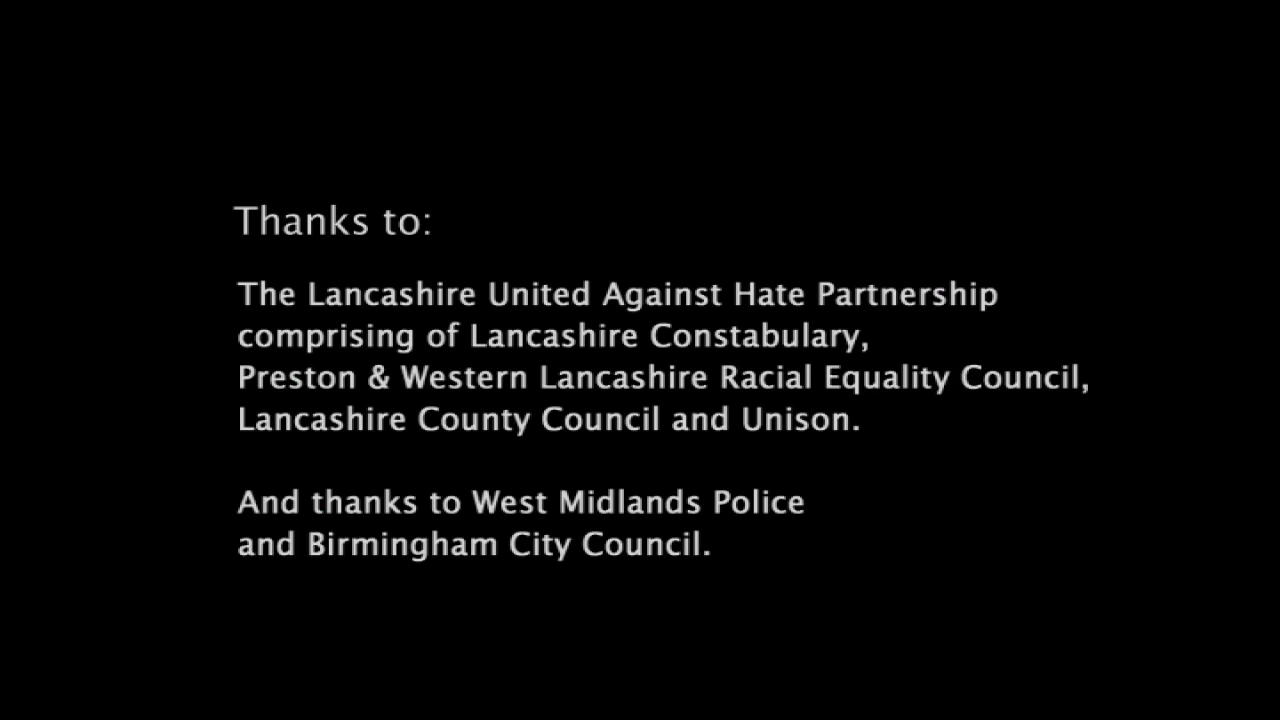 Thanks to:
The Lancashire United Against Hate Partnership
comprising of Lancashire Constabulary,
Preston & Western Lancashire Racial Equality Council,
Lancashire County Council and Unison.
And thanks to West Midlands Police
and Birmingham City Council.